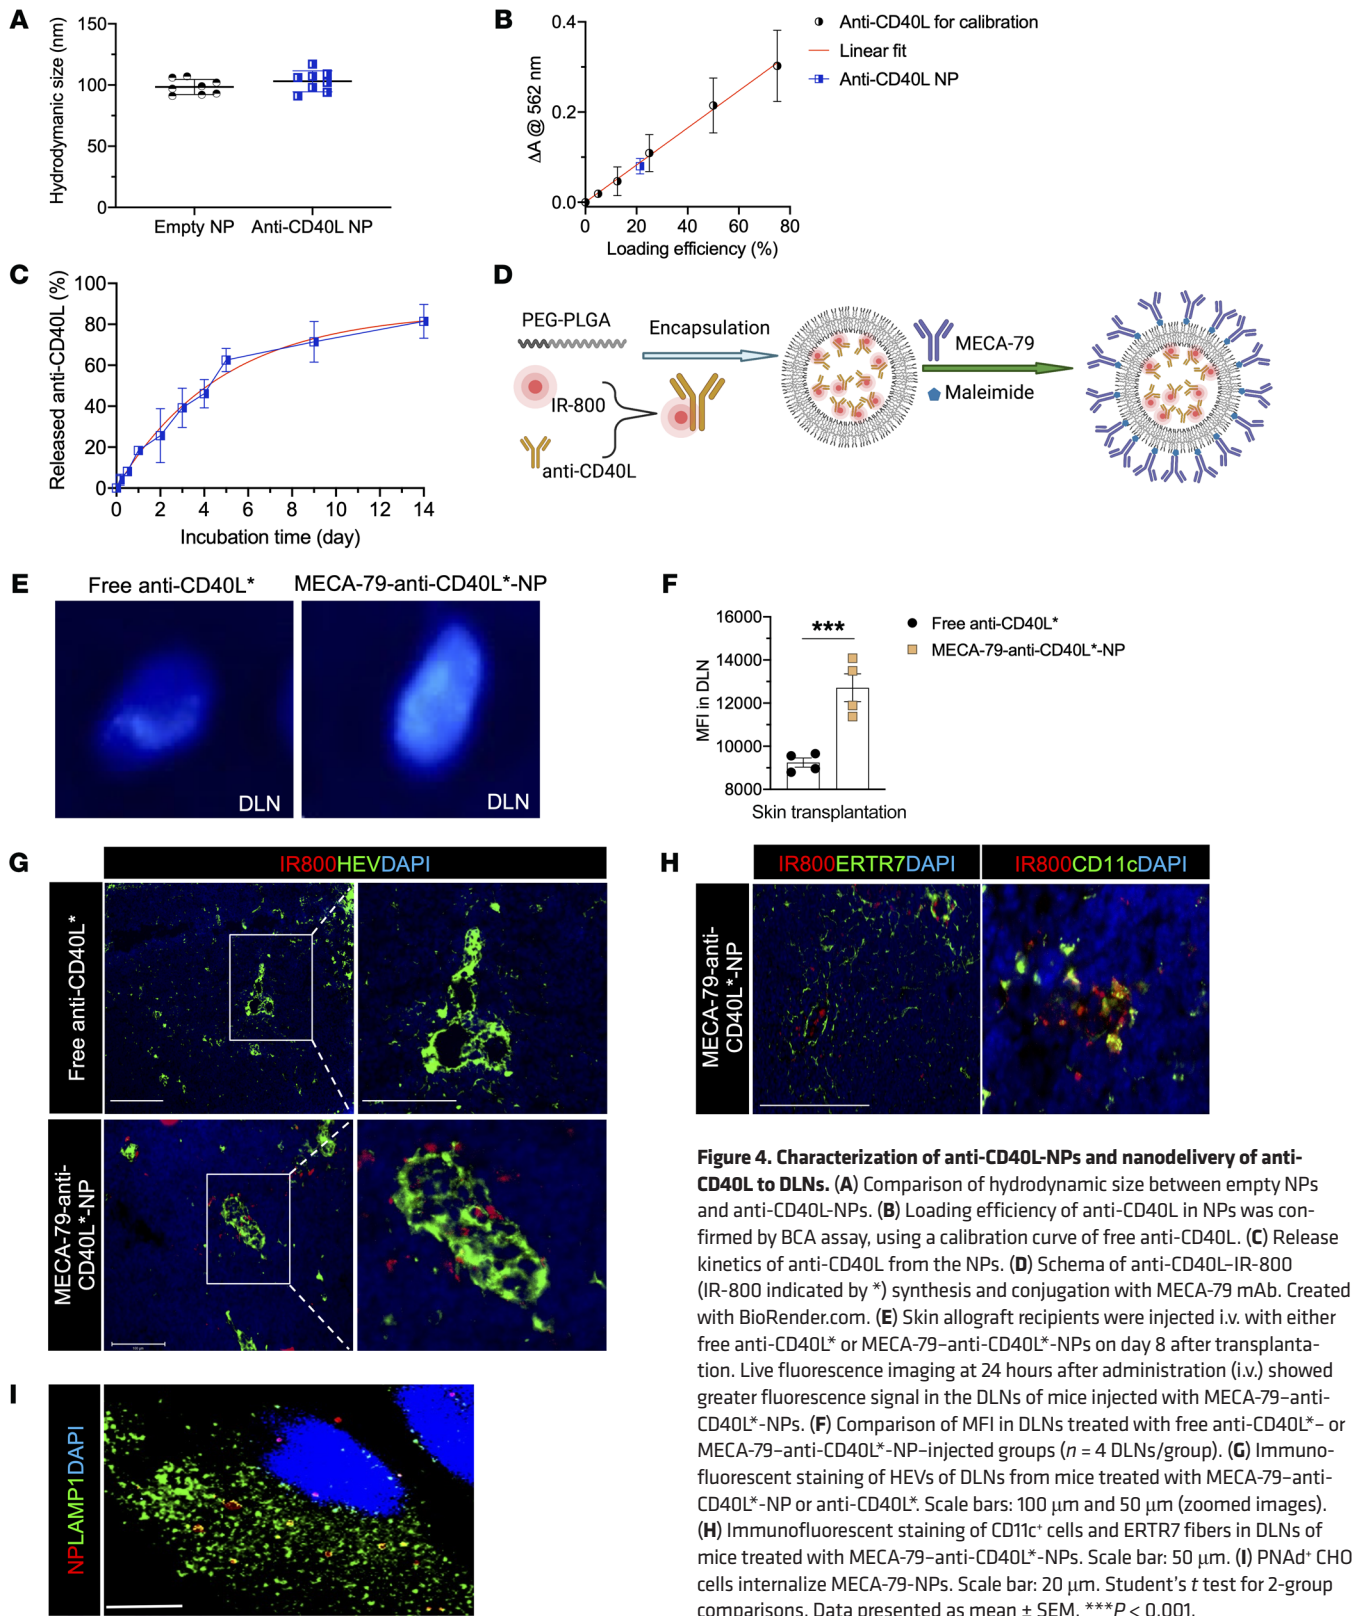 A
Hydrodymanic size (nm)
150
100
50
0
Empty NP
Anti-CD40L NP
B
ΔA @ 562 nm
0.4
0.2
0.0
0
20
40
60
80
Loading efficiency (%)
Anti-CD40L for calibration
Linear fit
Anti-CD40L NP
C
Released anti-CD40L (%)
100
80
60
40
20
0
0
2
4
6
8
10
12
14
Incubation time (day)
D
PEG-PLGA
IR-800
anti-CD40L
Encapsulation
MECA-79
Maleimide
E
Free anti-CD40L*
MECA-79-anti-CD40L*-NP
DLN
DLN
F
MFI in DLN
16000
14000
12000
10000
8000
***
Skin transplantation
Free anti-CD40L*
MECA-79-anti-CD40L*-NP
G
IR800HEVDAPI
Free anti-CD40L*
MECA-79-anti-
CD40L*-NP
H
IR800ERTR7DAPI
IR800CD11cDAPI
MECA-79-anti-
CD40L*-NP
I
NPLAMP1DAPI
Figure 4. Characterization of anti-CD40L-NPs and nanodelivery of anti-
CD40L to DLNs. (A) Comparison of hydrodynamic size between empty NPs
and anti-CD40L-NPs. (B) Loading efficiency of anti-CD40L in NPs was con-
firmed by BCA assay, using a calibration curve of free anti-CD40L. (C) Release
kinetics of anti-CD40L from the NPs. (D) Schema of anti-CD40L–IR-800
(IR-800 indicated by *) synthesis and conjugation with MECA-79 mAb. Created
with BioRender.com. (E) Skin allograft recipients were injected i.v. with either
free anti-CD40L* or MECA-79–anti-CD40L*-NPs on day 8 after transplanta-
tion. Live fluorescence imaging at 24 hours after administration (i.v.) showed
greater fluorescence signal in the DLNs of mice injected with MECA-79–anti-
CD40L*-NPs. (F) Comparison of MFI in DLNs treated with free anti-CD40L*– or
MECA-79–anti-CD40L*-NP–injected groups (n = 4 DLNs/group). (G) Immuno-
fluorescent staining of HEVs of DLNs from mice treated with MECA-79–anti-
CD40L*-NP or anti-CD40L*. Scale bars: 100 μm and 50 μm (zoomed images).
(H) Immunofluorescent staining of CD11c⁺ cells and ERTR7 fibers in DLNs of
mice treated with MECA-79–anti-CD40L*-NPs. Scale bar: 50 μm. (I) PNAd⁺ CHO
cells internalize MECA-79-NPs. Scale bar: 20 μm. Student's t test for 2-group
comparisons. Data presented as mean ± SEM. ***P < 0.001.